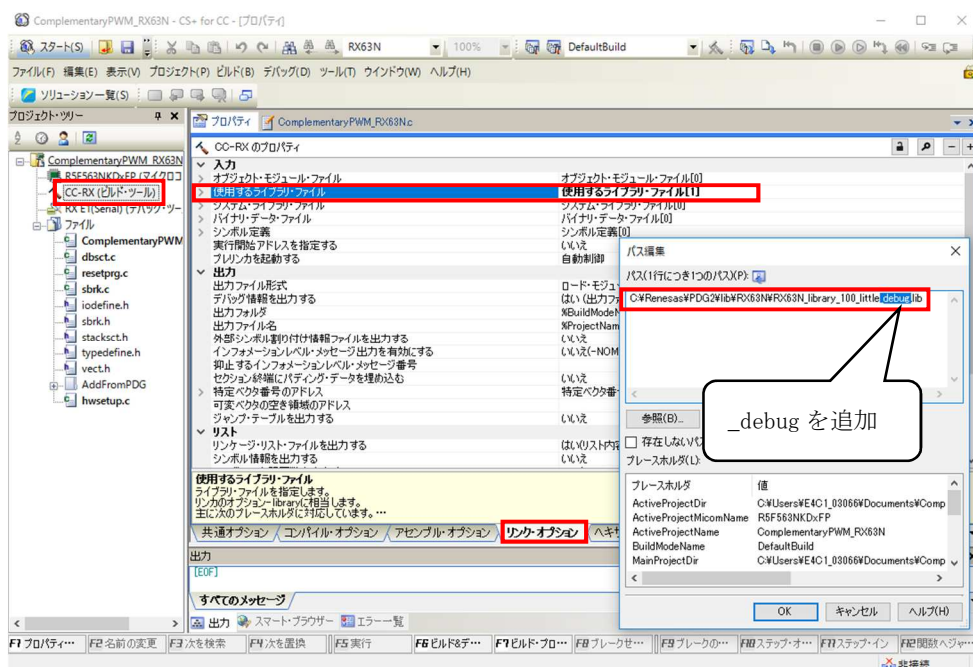 ComplementaryPWM_RX63N - CS+ for CC - [プロパティ]
スタート(S) RX63N 100% DefaultBuild
ファイル(F) 編集(E) 表示(V) プロジェクト(P) ビルド(B) デバッグ(D) ツール(T) ウインドウ(W) ヘルプ(H)
ソリューション一覧(S)
プロジェクト・ツリー
ComplementaryPWM_RX63N
R5F563NKDxFP (マイクロコ
CC-RX (ビルド・ツール)
RX E1(Serial) (デバッグ・ツー
ファイル
ComplementaryPWM
dbsct.c
resetprg.c
sbrk.c
iodefine.h
sbrk.h
stacksct.h
typedefine.h
vect.h
AddFromPDG
hwsetup.c
プロパティ ComplementaryPWM_RX63N.c
CC-RX のプロパティ
入力
オブジェクト・モジュール・ファイル オブジェクト・モジュール・ファイル[0]
使用するライブラリ・ファイル 使用するライブラリ・ファイル[1]
システム・ライブラリ・ファイル システム・ライブラリ・ファイル[0]
バイナリ・データ・ファイル バイナリ・データ・ファイル[0]
シンボル定義 シンボル定義[0]
実行開始アドレスを指定する いいえ
プレリンカを起動する 自動制御
出力
出力ファイル形式 ロード・モジュ
デバッグ情報を出力する はい(出力ファ
出力フォルダ %BuildModeN
出力ファイル名 %ProjectNam
外部シンボル割り付け情報ファイルを出力する いいえ
インフォメーションレベル・メッセージ出力を有効にする いいえ(-NOM
抑止するインフォメーションレベル・メッセージ番号
セクション終端にパディング・データを埋め込む いいえ
特定ベクタ番号のアドレス 特定ベクタ番
可変ベクタの空き領域のアドレス
ジャンプ・テーブルを出力する いいえ
リスト
リンケージ・リスト・ファイルを出力する はい(リスト内
シンボル情報を出力する いいえ
使用するライブラリ・ファイル
ライブラリ・ファイルを指定します。
リンカのオプション-libraryに相当します。
主に次のプレースホルダに対応しています。…
共通オプション コンパイル・オプション アセンブル・オプション リンク・オプション ヘキサ
出力
[EOF]
すべてのメッセージ
出力 スマート・ブラウザー エラー一覧
パス編集
パス(1行につき1つのパス)(P):
C:¥Renesas¥PDG2¥lib¥RX63N¥RX63N_library_100_little_debug.lib
_debug を追加
参照(B)...
存在しないパ
プレースホルダ(L):
プレースホルダ 値
ActiveProjectDir C:¥Users¥E4C1_03066¥Documents¥Comp
ActiveProjectMicomName R5F563NKDxFP
ActiveProjectName ComplementaryPWM_RX63N
BuildModeName DefaultBuild
MainProjectDir C:¥Users¥E4C1_03066¥Documents¥Comp
OK キャンセル ヘルプ(H)
F1 プロパティ… F2 名前の変更 F3 次を検索 F4 次を置換 F5 実行 F6 ビルド&デ… F7 ビルド・プロ… F8 ブレークせ… F9 ブレークの… F10 ステップ・オ… F11 ステップ・イン F12 関数へジャ…
非接続